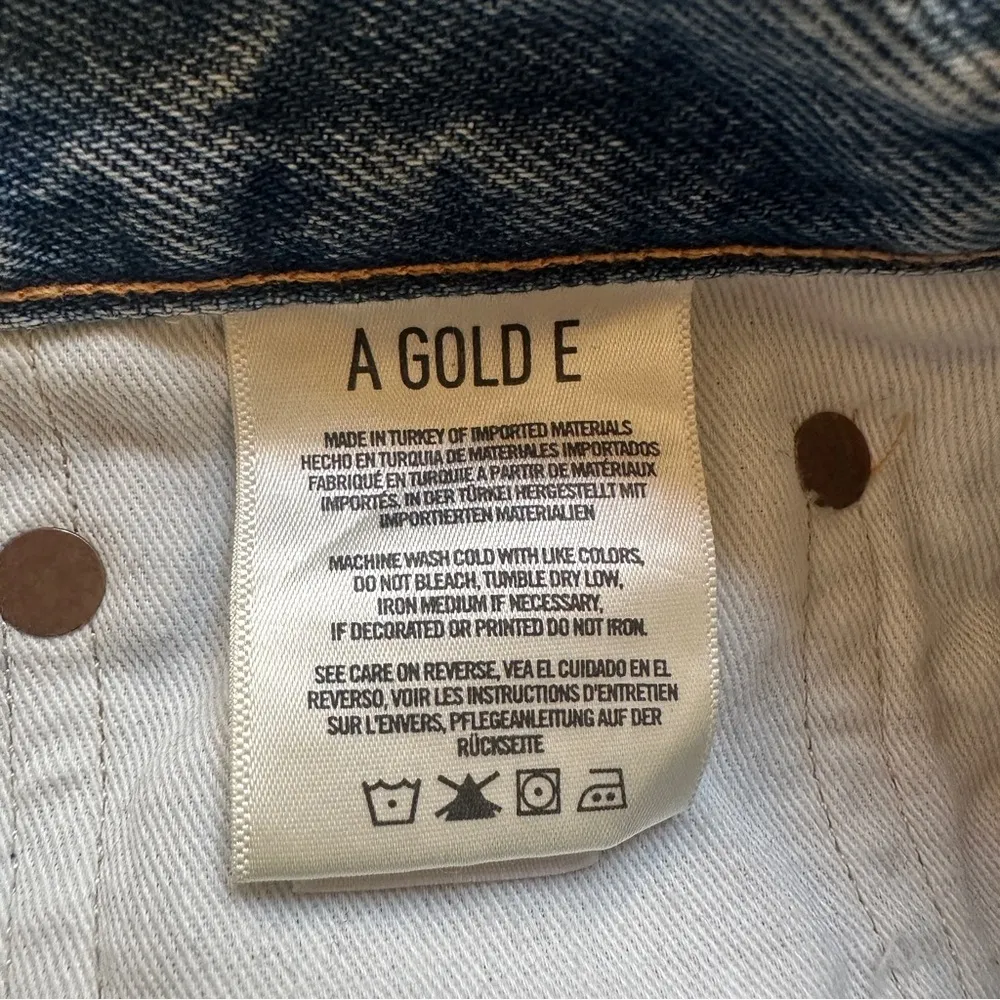 A GOLD E
MADE IN TURKEY OF IMPORTED MATERIALS
HECHO EN TURQUIA DE MATERIALES IMPORTADOS
FABRIQUÉ EN TURQUIE À PARTIR DE MATÉRIAUX
IMPORTÉS, IN DER TÜRKEI HERGESTELLT MIT
IMPORTIERTEN MATERIALIEN
MACHINE WASH COLD WITH LIKE COLORS,
DO NOT BLEACH, TUMBLE DRY LOW,
IRON MEDIUM IF NECESSARY.
IF DECORATED OR PRINTED DO NOT IRON.
SEE CARE ON REVERSE, VEA EL CUIDADO EN EL
REVERSO, VOIR LES INSTRUCTIONS D'ENTRETIEN
SUR L'ENVERS, PFLEGEANLEITUNG AUF DER
RÜCKSEITE